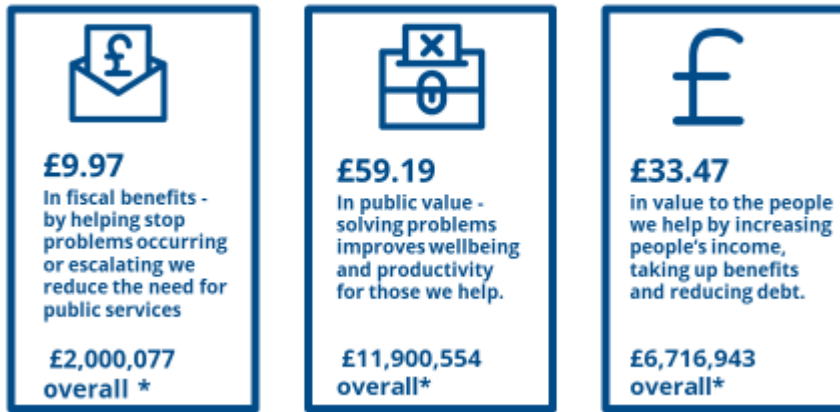 £
£9.97
In fiscal benefits -
by helping stop
problems occurring
or escalating we
reduce the need for
public services
£2,000,077
overall *
£59.19
In public value -
solving problems
improves wellbeing
and productivity
for those we help.
£11,900,554
overall*
£
£33.47
in value to the people
we help by increasing
people's income,
taking up benefits
and reducing debt.
£6,716,943
overall*